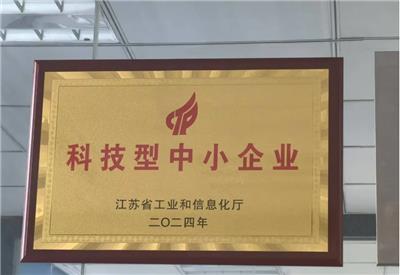 科技型中小企业
江苏省工业和信息化厅
二〇二四年